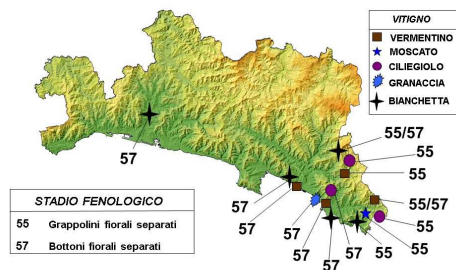 VITIGNO
VERMENTINO
MOSCATO
CILIEGIOLO
GRANACCIA
BIANCHETTA
55/57
57
55
55/57
57
57
55
57
57
57
55
55
STADIO FENOLOGICO
55 Grappolini fiorali separati
57 Bottoni fiorali separati